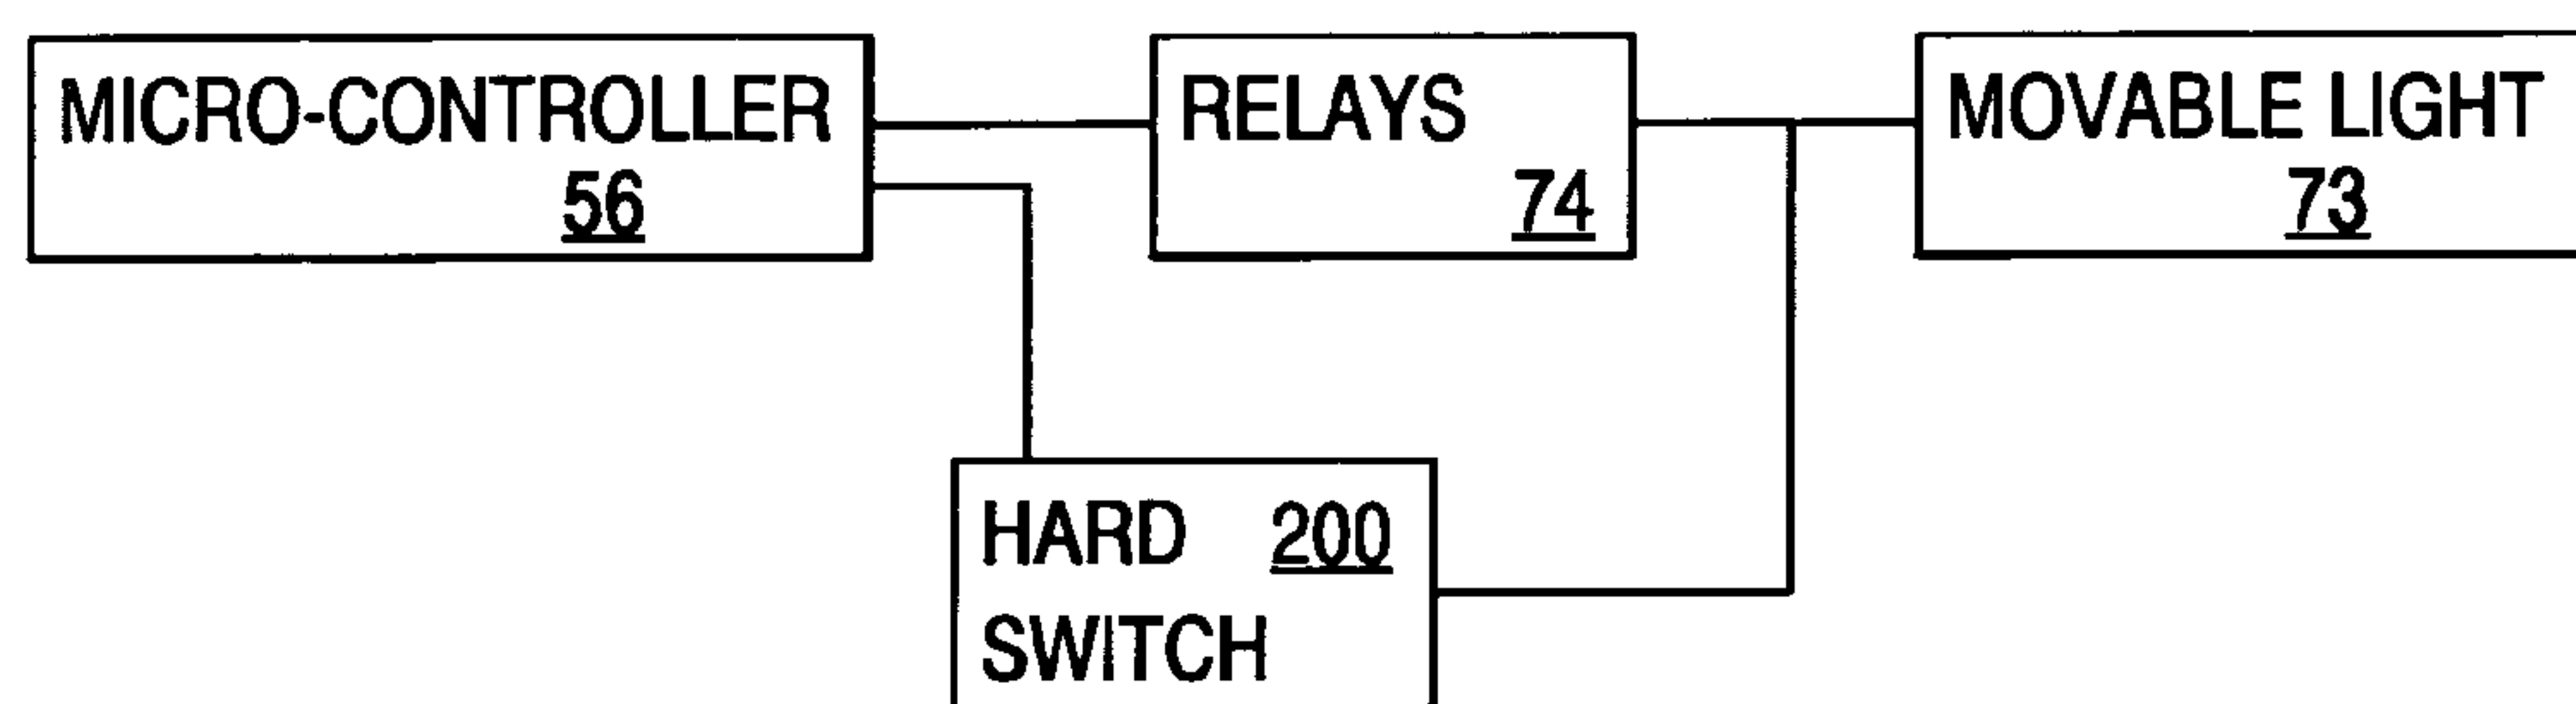 MICRO-CONTROLLER
56
RELAYS
74
MOVABLE LIGHT
73
HARD 200
SWITCH